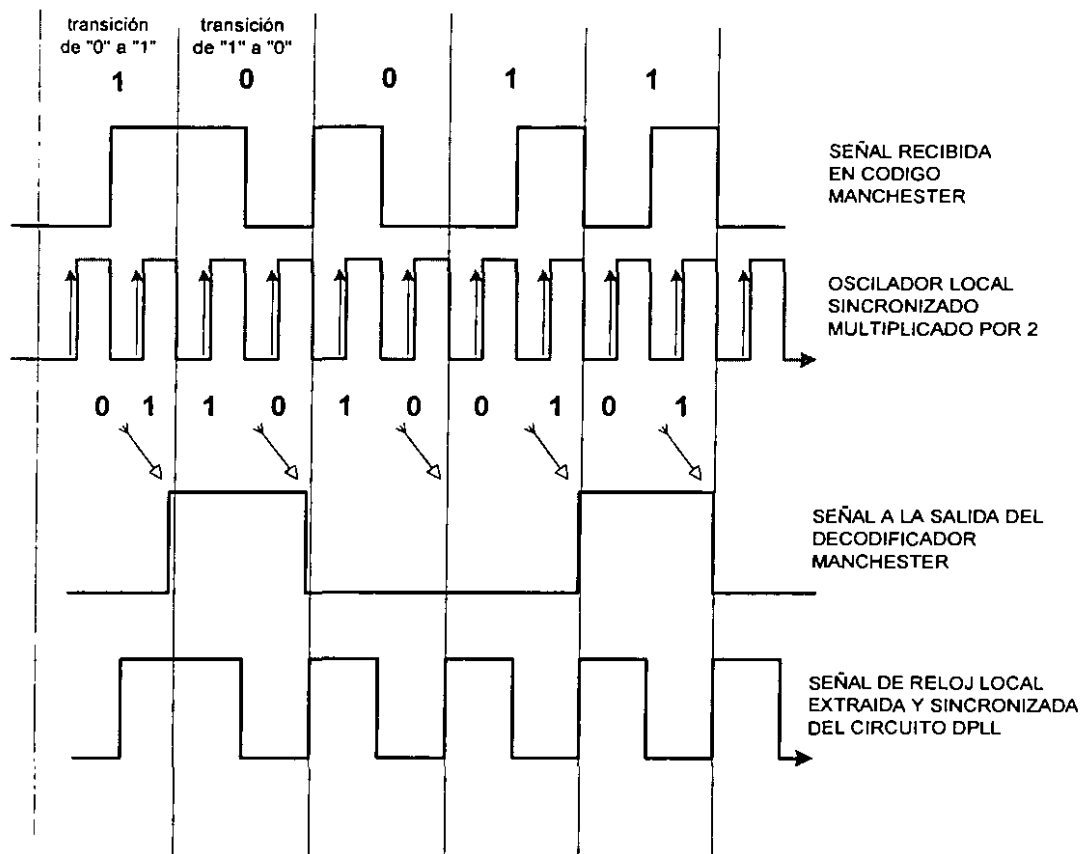 transición
de "0" a "1"
transición
de "1" a "0"
1 0 0 1 1
SEÑAL RECIBIDA
EN CODIGO
MANCHESTER
OSCILADOR LOCAL
SINCRONIZADO
MULTIPLICADO POR 2
0 1 1 0 1 0 0 1 0 1
SEÑAL A LA SALIDA DEL
DECODIFICADOR
MANCHESTER
SEÑAL DE RELOJ LOCAL
EXTRAIDA Y SINCRONIZADA
DEL CIRCUITO DPLL